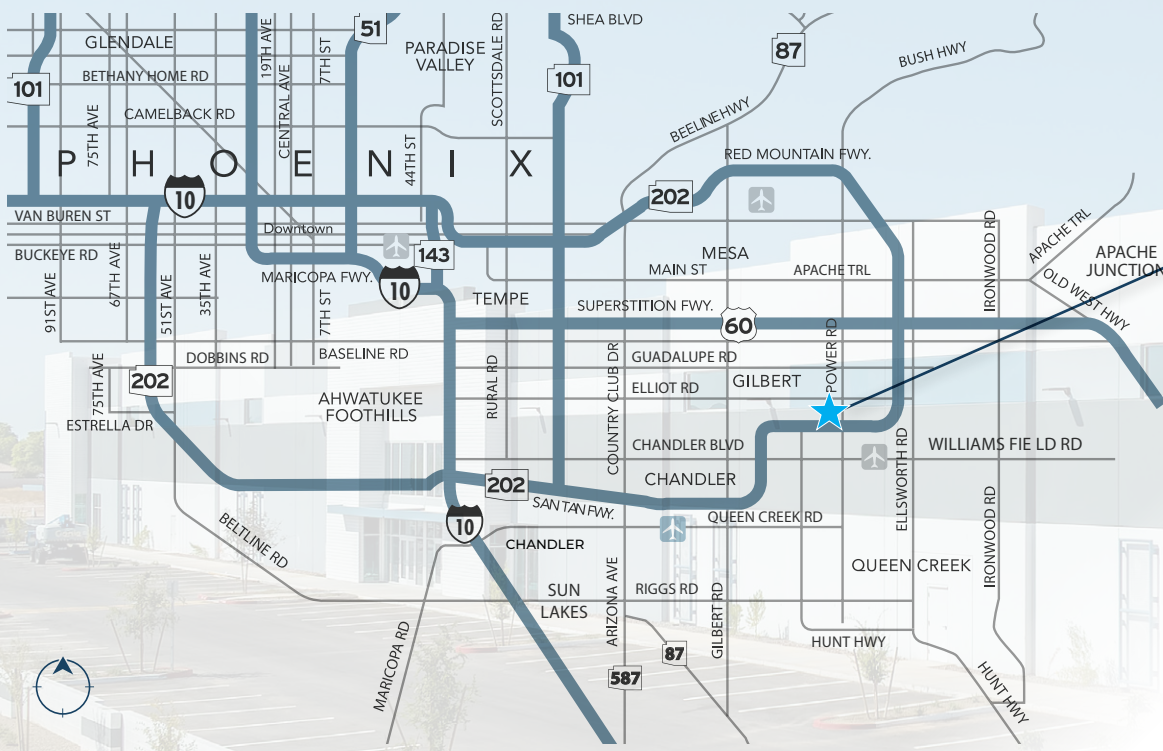 SHEA BLVD
51
87
GLENDALE
19TH AVE
7TH ST
PARADISE
VALLEY
SCOTTSDALE RD
BUSH HWY
BETHANY HOME RD
101
101
CENTRAL AVE
75TH AVE
CAMELBACK RD
BEELINE HWY
PHOENIX
44TH ST
RED MOUNTAIN FWY.
10
202
VAN BUREN ST
Downtown
IRONWOOD RD
APACHE TRL
BUCKEYE RD
143
MESA
APACHE
JUNCTION
91ST AVE
67TH AVE
51ST AVE
35TH AVE
MARICOPA FWY.
10
MAIN ST
APACHE TRL
OLD WEST HWY
7TH ST
TEMPE
SUPERSTITION FWY.
60
POWER RD
DOBBINS RD
BASELINE RD
GUADALUPE RD
75TH AVE
202
RURAL RD
COUNTRY CLUB DR
ELLIOT RD
GILBERT
AHWATUKEE
FOOTHILLS
ESTRELLA DR
CHANDLER BLVD
WILLIAMS FIE LD RD
ELLSWORTH RD
202
CHANDLER
SAN TAN FWY.
10
QUEEN CREEK RD
IRONWOOD RD
BELTLINE RD
CHANDLER
QUEEN CREEK
SUN
LAKES
ARIZONA AVE
RIGGS RD
GILBERT RD
MARICOPA RD
HUNT HWY
87
587
HUNT HWY